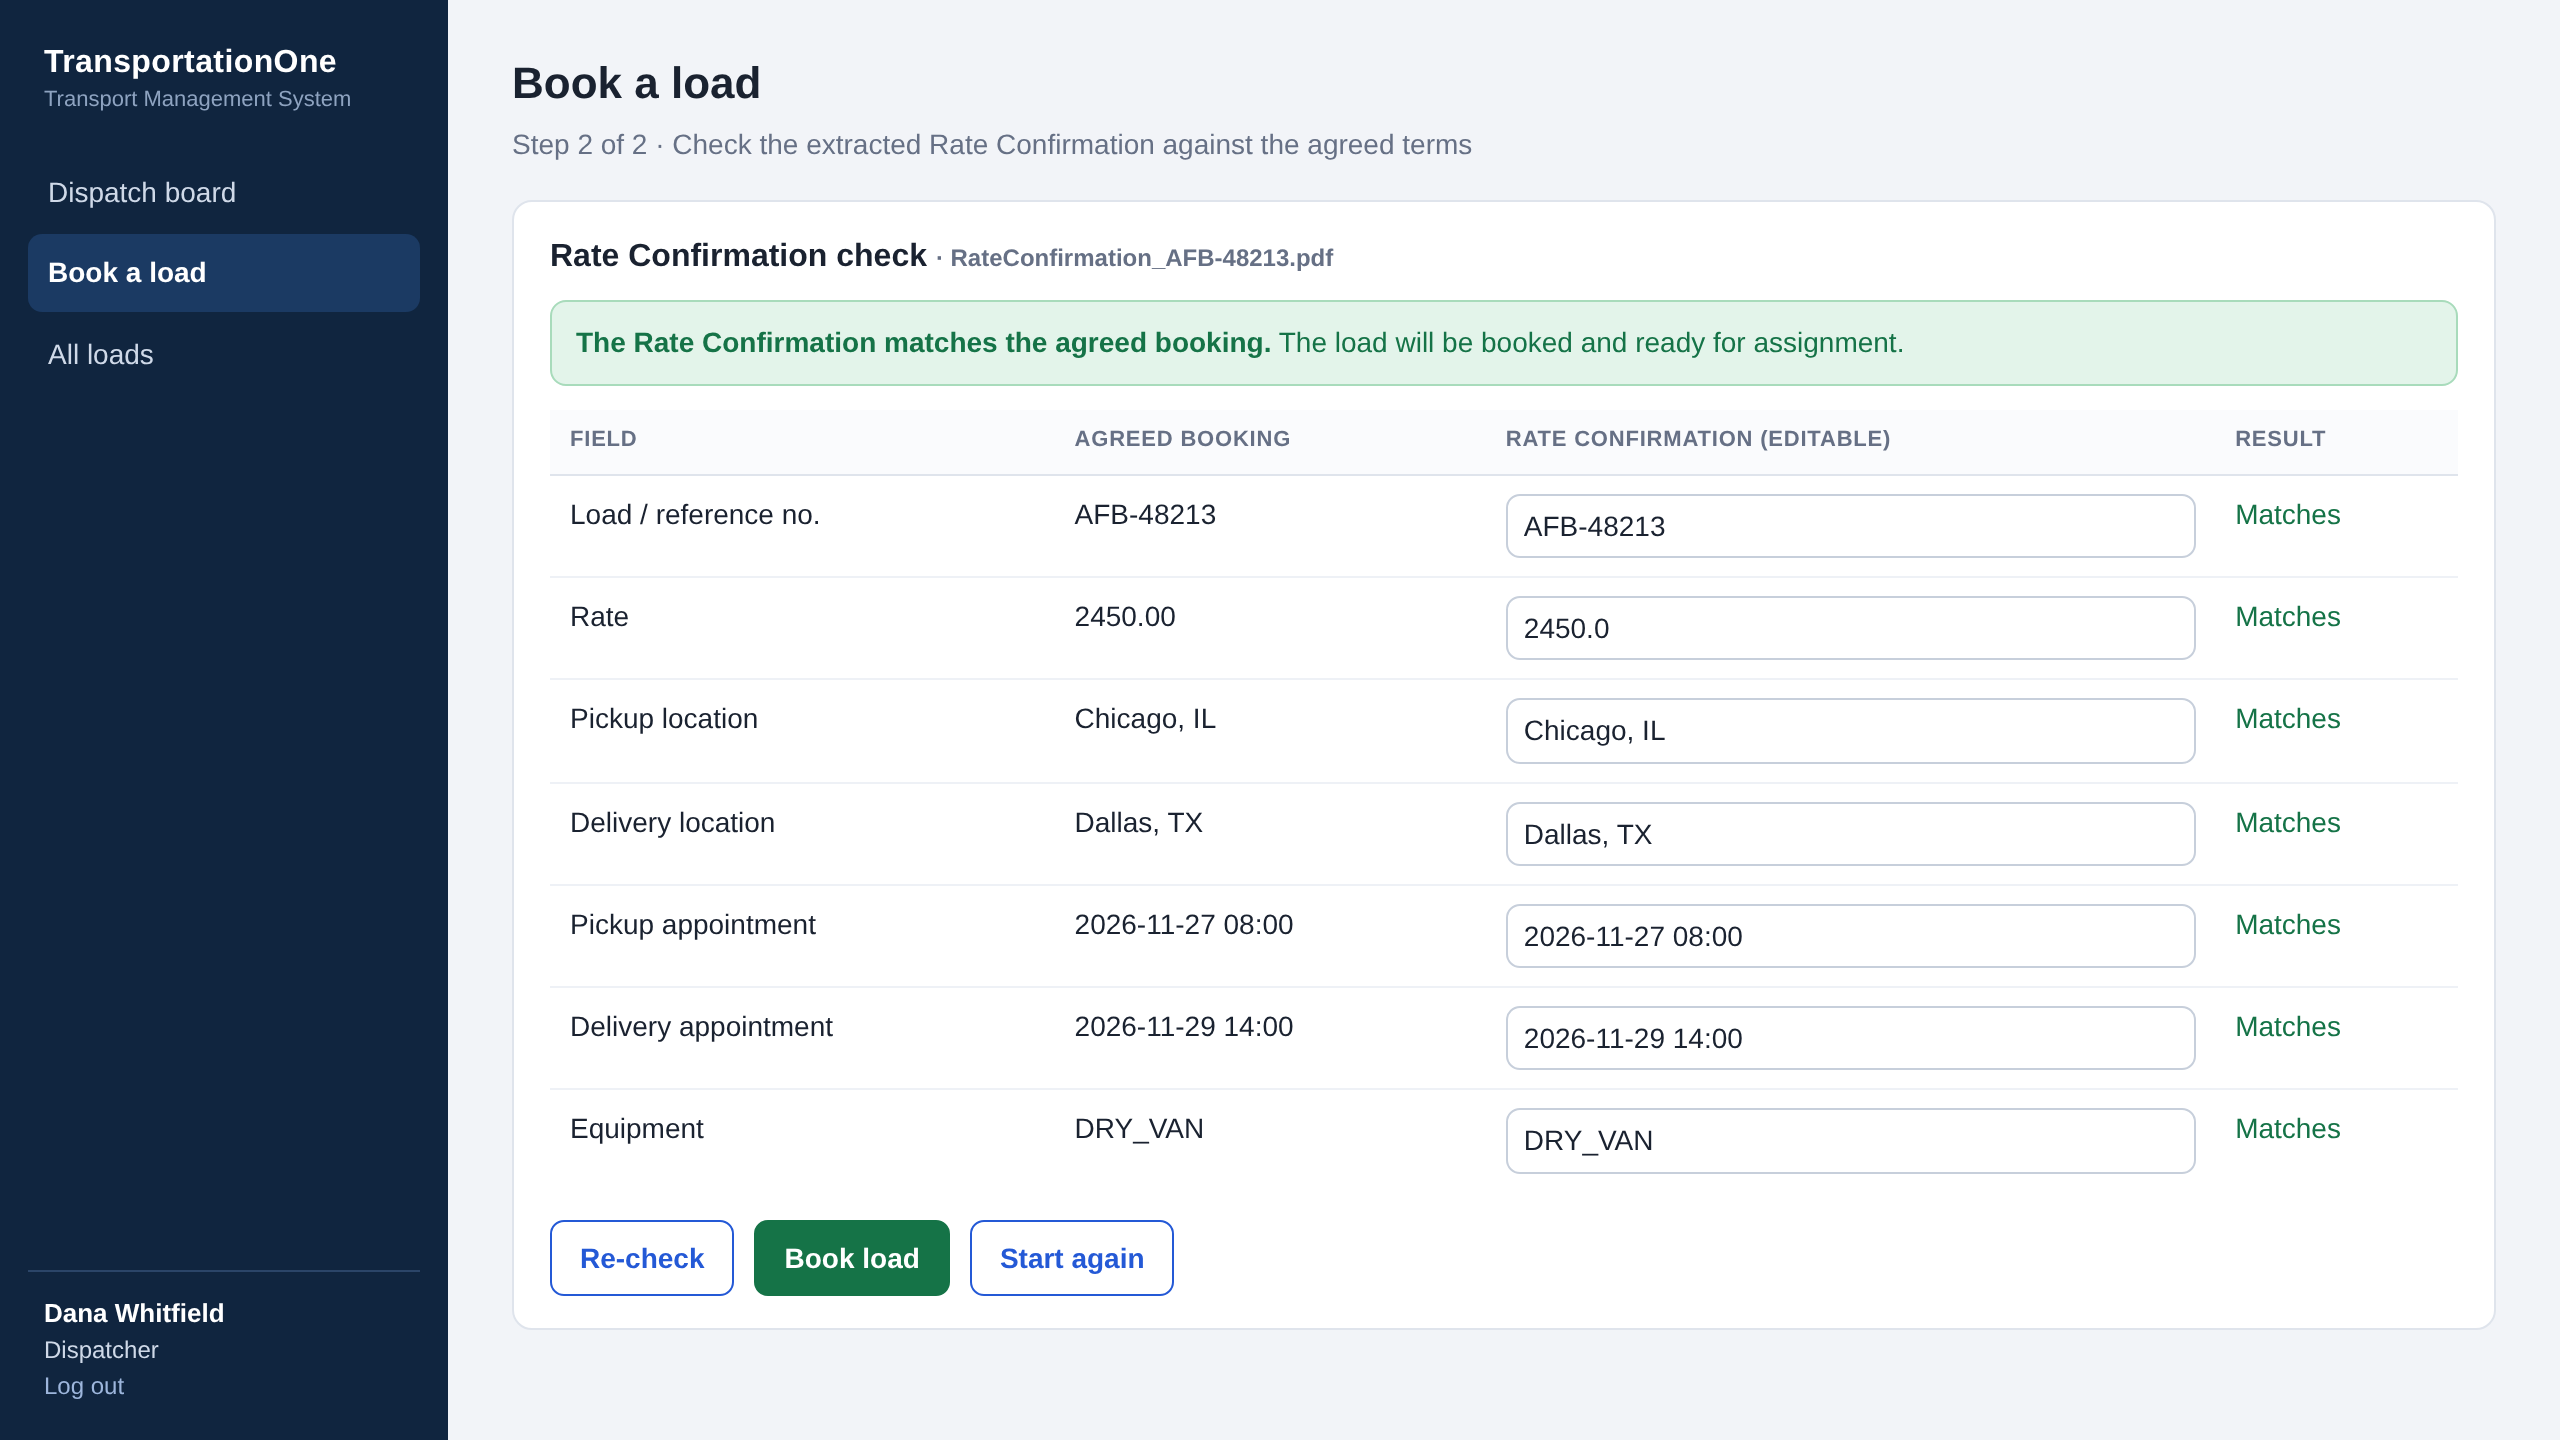 TransportationOne
Transport Management System
Dispatch board
Book a load
All loads
Dana Whitfield
Dispatcher
Log out
Book a load
Step 2 of 2 · Check the extracted Rate Confirmation against the agreed terms
Rate Confirmation check · RateConfirmation_AFB-48213.pdf
The Rate Confirmation matches the agreed booking. The load will be booked and ready for assignment.
FIELD AGREED BOOKING RATE CONFIRMATION (EDITABLE) RESULT
Load / reference no. AFB-48213 AFB-48213 Matches
Rate 2450.00 2450.0 Matches
Pickup location Chicago, IL Chicago, IL Matches
Delivery location Dallas, TX Dallas, TX Matches
Pickup appointment 2026-11-27 08:00 2026-11-27 08:00 Matches
Delivery appointment 2026-11-29 14:00 2026-11-29 14:00 Matches
Equipment DRY_VAN DRY_VAN Matches
Re-check Book load Start again